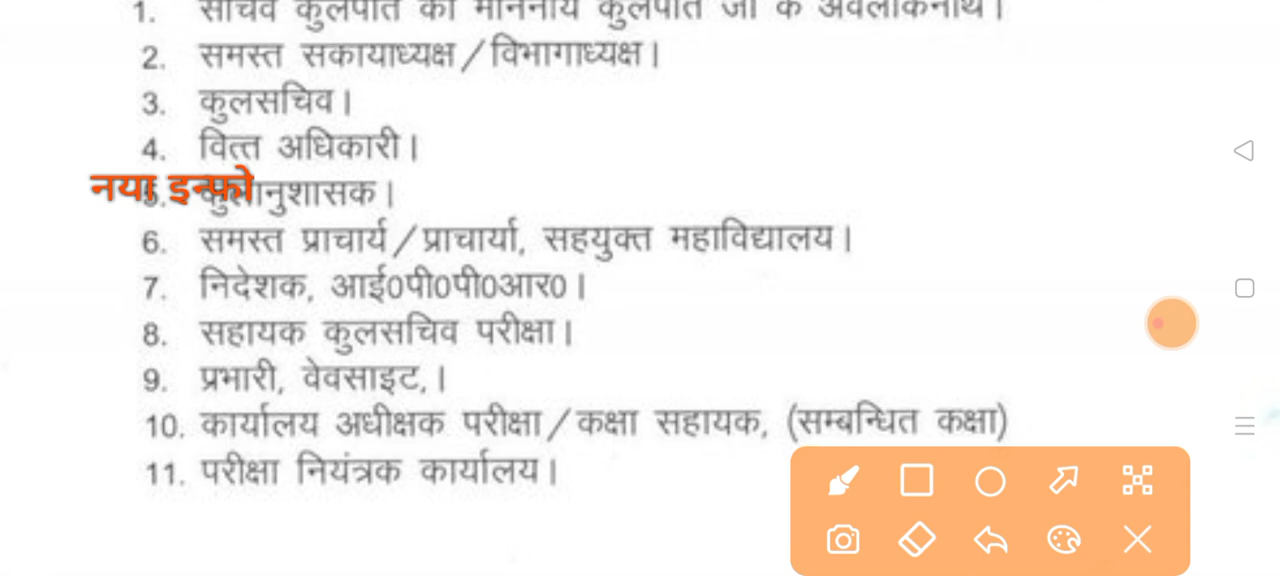 1. सचिव कुलपति को माननीय कुलपति जी के अवलोकनार्थ।
2. समस्त सकायाध्यक्ष/विभागाध्यक्ष।
3. कुलसचिव।
4. वित्त अधिकारी।
नया इन्फो
5. कुलानुशासक।
6. समस्त प्राचार्य/प्राचार्या, सहयुक्त महाविद्यालय।
7. निदेशक, आई0पी0पी0आर0।
8. सहायक कुलसचिव परीक्षा।
9. प्रभारी, वेवसाइट,।
10. कार्यालय अधीक्षक परीक्षा/कक्षा सहायक, (सम्बन्धित कक्षा)
11. परीक्षा नियंत्रक कार्यालय।